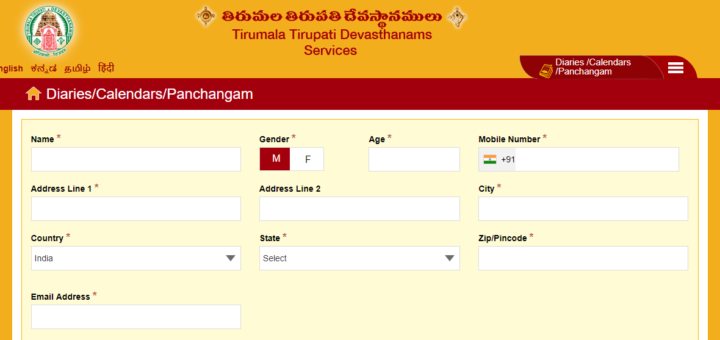 తిరుమల తిరుపతి దేవస్థానములు
Tirumala Tirupati Devasthanams
Services
nglish ಕನ್ನಡ தமிழ் हिंदी
Diaries /Calendars
/Panchangam
Diaries/Calendars/Panchangam
Name * Gender * Age * Mobile Number *
M F +91
Address Line 1 * Address Line 2 City *
Country * State * Zip/Pincode *
India Select
Email Address *